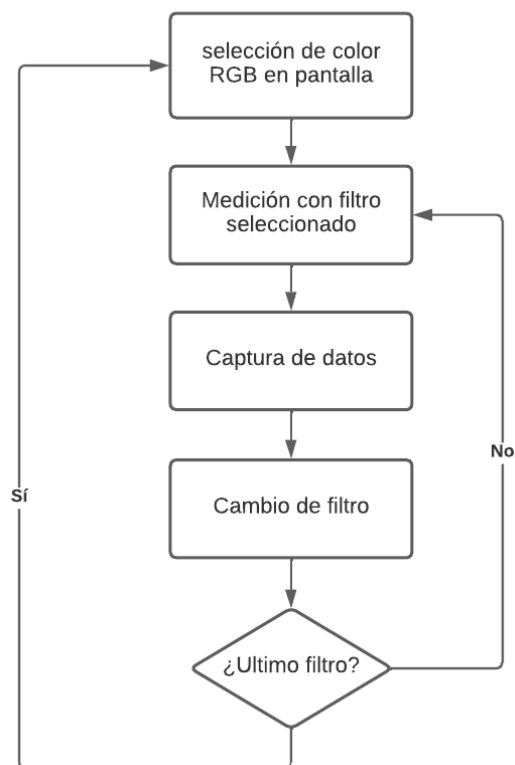 selección de color
RGB en pantalla
Medición con filtro
seleccionado
Captura de datos
No
Sí
Cambio de filtro
¿Ultimo filtro?